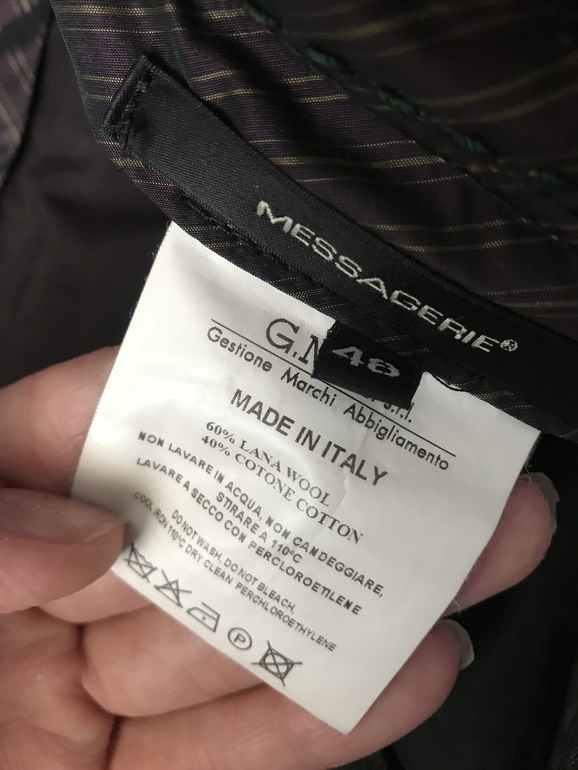 MESSAGERIE®
48
G.M
s.r.l.
Gestione Marchi Abbigliamento
MADE IN ITALY
60% LANA WOOL
40% COTONE COTTON
NON LAVARE IN ACQUA, NON CANDEGGIARE,
STIRARE A 110°C
LAVARE A SECCO CON PERCLOROETILENE
DO NOT WASH, DO NOT BLEACH,
COOL IRON 110°C DRY CLEAN PERCHLOROETHYLENE
P